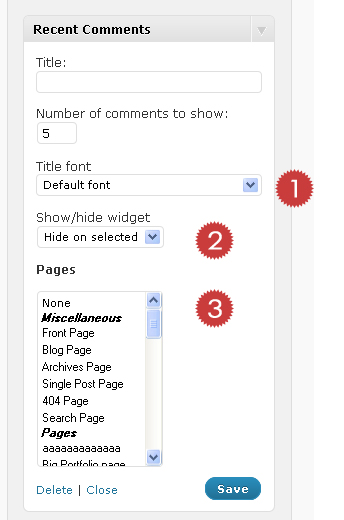 Recent Comments
Title:
Number of comments to show:
5
Title font
Default font
1
Show/hide widget
Hide on selected
2
Pages
3
None
Miscellaneous
Front Page
Blog Page
Archives Page
Single Post Page
404 Page
Search Page
Pages
aaaaaaaaaaaaa
Big Portfolio page
Delete | Close
Save